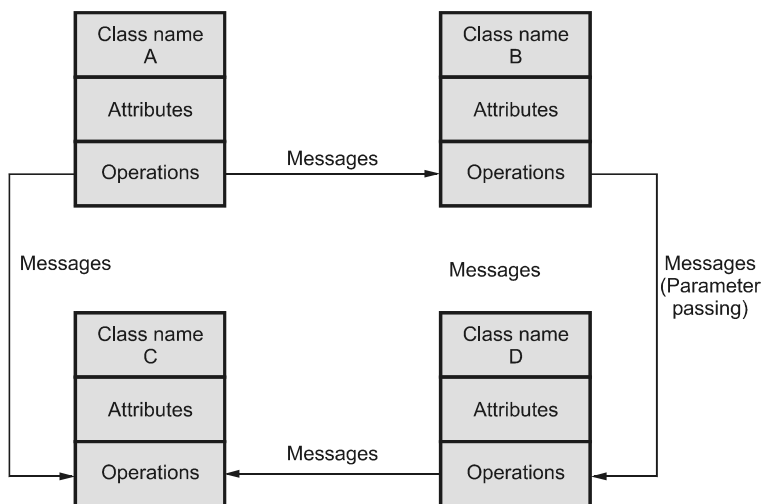 Class name
A
Attributes
Operations
Class name
B
Attributes
Operations
Messages
Messages
Messages
Messages
(Parameter
passing)
Class name
C
Attributes
Operations
Class name
D
Attributes
Operations
Messages